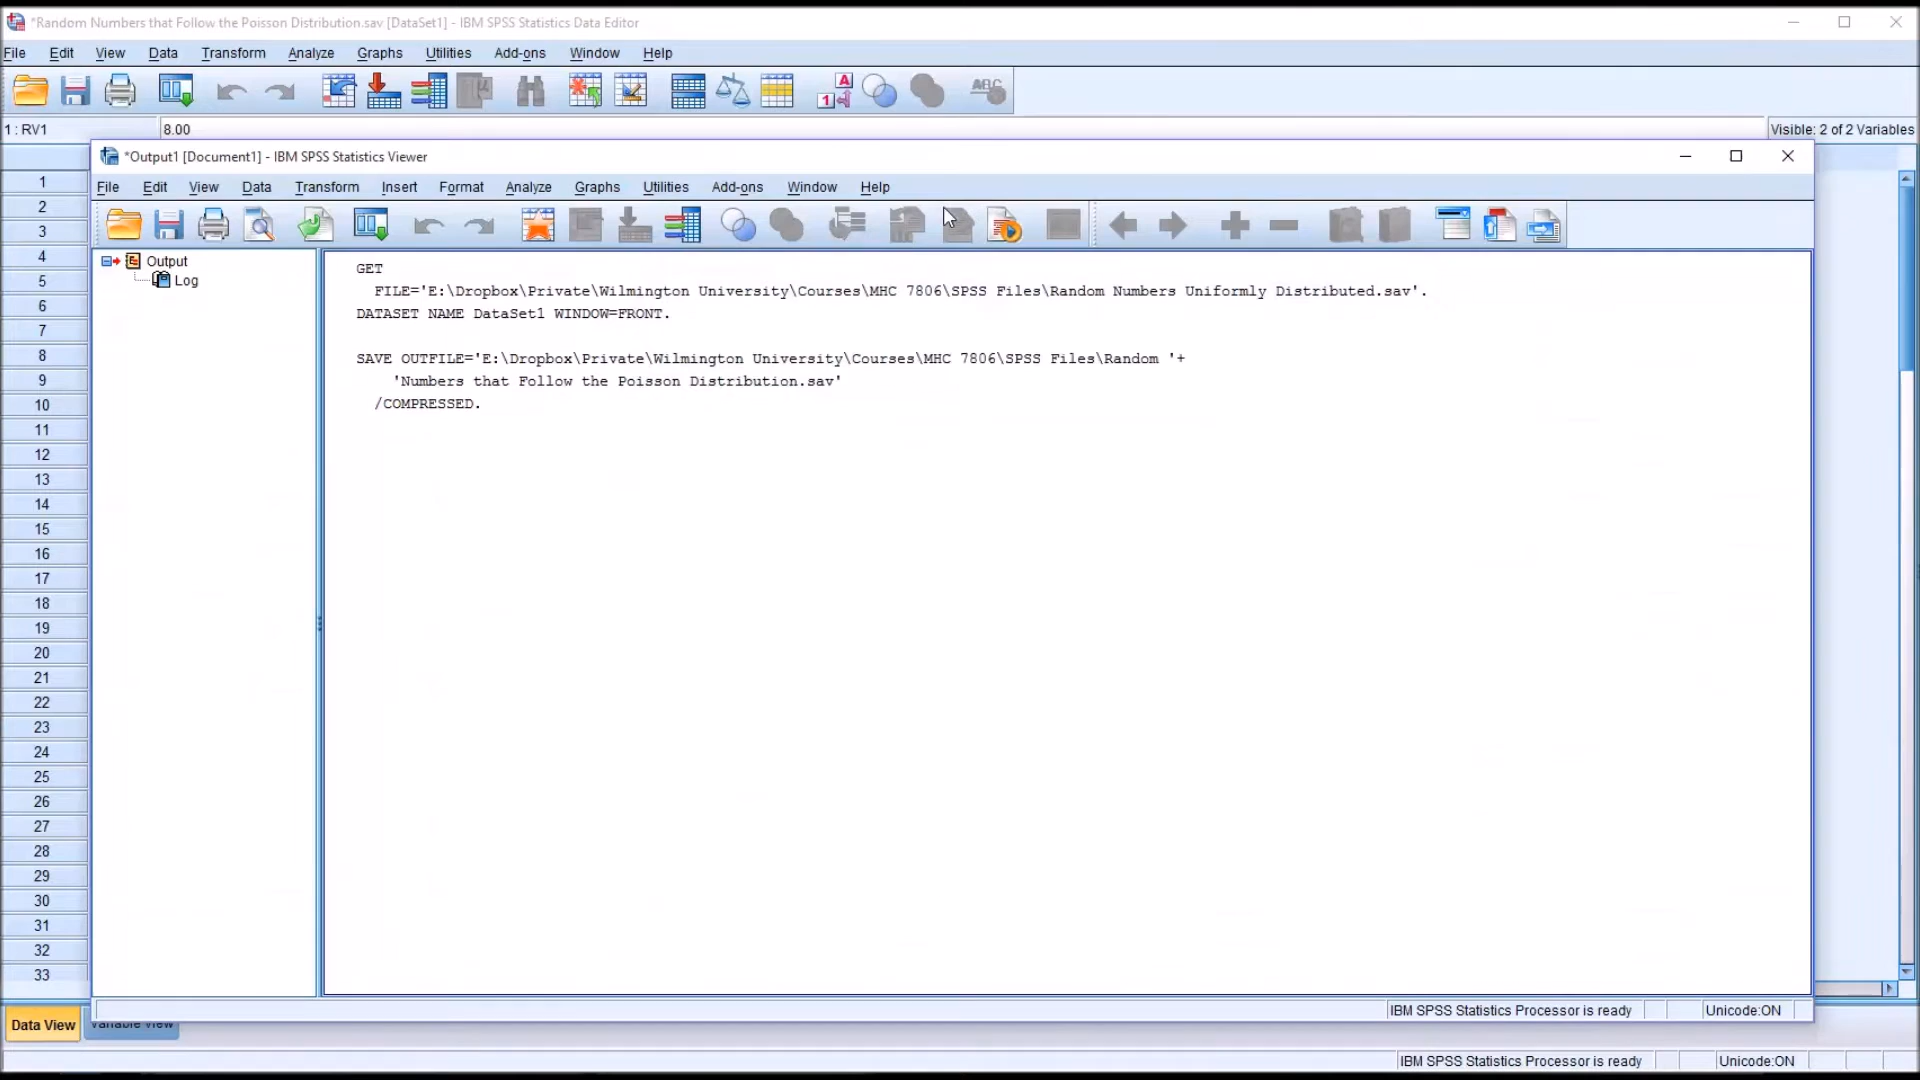 *Random Numbers that Follow the Poisson Distribution.sav [DataSet1] - IBM SPSS Statistics Data Editor
File Edit View Data Transform Analyze Graphs Utilities Add-ons Window Help
1 : RV1 8.00 Visible: 2 of 2 Variables
*Output1 [Document1] - IBM SPSS Statistics Viewer
File Edit View Data Transform Insert Format Analyze Graphs Utilities Add-ons Window Help
Output
Log
GET
FILE='E:\Dropbox\Private\Wilmington University\Courses\MHC 7806\SPSS Files\Random Numbers Uniformly Distributed.sav'.
DATASET NAME DataSet1 WINDOW=FRONT.
SAVE OUTFILE='E:\Dropbox\Private\Wilmington University\Courses\MHC 7806\SPSS Files\Random '+
'Numbers that Follow the Poisson Distribution.sav'
/COMPRESSED.
1
2
3
4
5
6
7
8
9
10
11
12
13
14
15
16
17
18
19
20
21
22
23
24
25
26
27
28
29
30
31
32
33
IBM SPSS Statistics Processor is ready Unicode:ON
Data View Variable View
IBM SPSS Statistics Processor is ready Unicode:ON